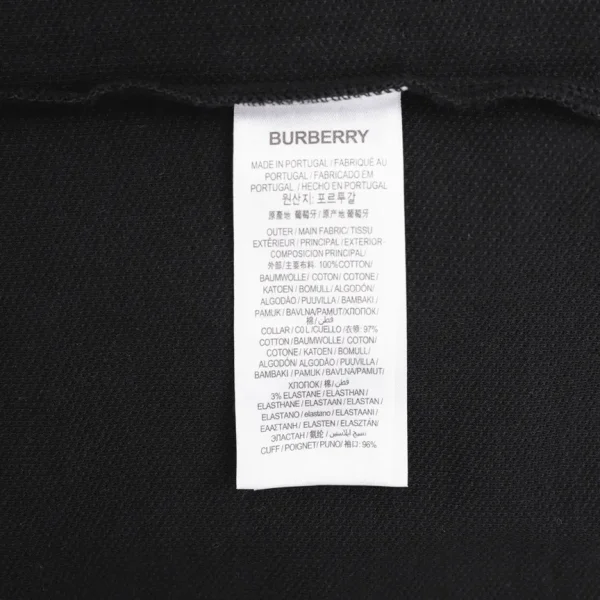 BURBERRY
MADE IN PORTUGAL / FABRIQUÉ AU
PORTUGAL / FABRICADO EM
PORTUGAL / HECHO EN PORTUGAL
원산지: 포르투갈
原產地 葡萄牙 / 原产地 葡萄牙
OUTER / MAIN FABRIC / TISSU
EXTÉRIEUR / PRINCIPAL / EXTERIOR-
COMPOSICION PRINCIPAL/
外部/主要布料: 100% COTTON/
BAUMWOLLE / COTON / COTONE /
KATOEN / BOMULL / ALGODÓN/
ALGODÃO / PUUVILLA / BAMBAKI /
PAMUK / BAVLNA/PAMUT/ХЛОПОК/
棉/ قطن/
COLLAR / COL /CUELLO /衣领: 97%
COTTON / BAUMWOLLE / COTON/
COTONE / KATOEN / BOMULL /
ALGODÓN/ ALGODÃO / PUUVILLA /
BAMBAKI / PAMUK / BAVLNA/PAMUT/
ХЛОПОК/ 棉/ قطن/
3% ELASTANE / ELASTHAN /
ELASTHANE / ELASTAAN / ELASTAN /
ELASTANO / elastano / ELASTAANI /
ΕΛΑΣΤΑΝΗ / ELASTEN / ELASZTÁN/
ЭЛАСТАН / 氨纶 / نسيج ايلاستين /
CUFF / POIGNET / PUNO/ 袖口: 96%